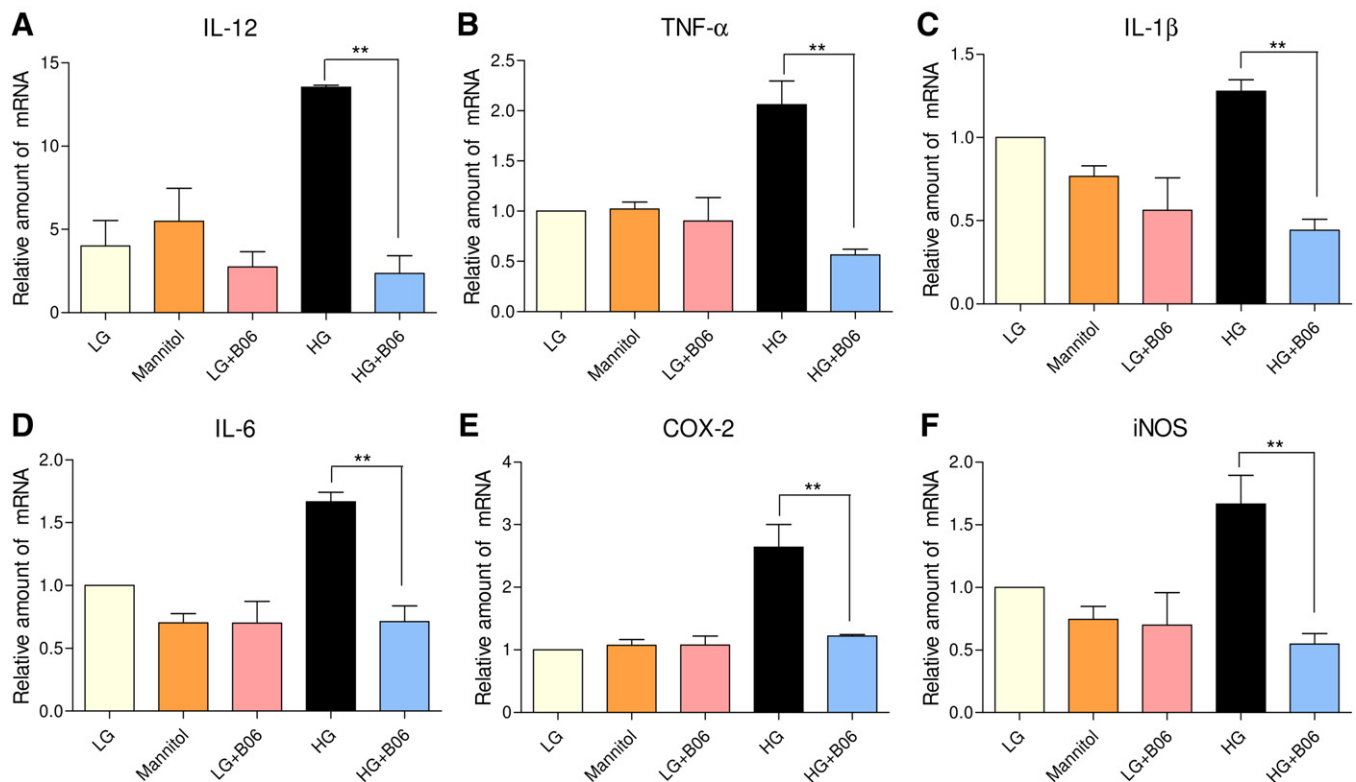 A IL-12
Relative amount of mRNA
15
10
5
0
**
LG
Mannitol
LG+B06
HG
HG+B06
B TNF-α
Relative amount of mRNA
2.5
2.0
1.5
1.0
0.5
0.0
**
LG
Mannitol
LG+B06
HG
HG+B06
C IL-1β
Relative amount of mRNA
1.5
1.0
0.5
0.0
**
LG
Mannitol
LG+B06
HG
HG+B06
D IL-6
Relative amount of mRNA
2.0
1.5
1.0
0.5
0.0
**
LG
Mannitol
LG+B06
HG
HG+B06
E COX-2
Relative amount of mRNA
4
3
2
1
0
**
LG
Mannitol
LG+B06
HG
HG+B06
F iNOS
Relative amount of mRNA
2.0
1.5
1.0
0.5
0.0
**
LG
Mannitol
LG+B06
HG
HG+B06